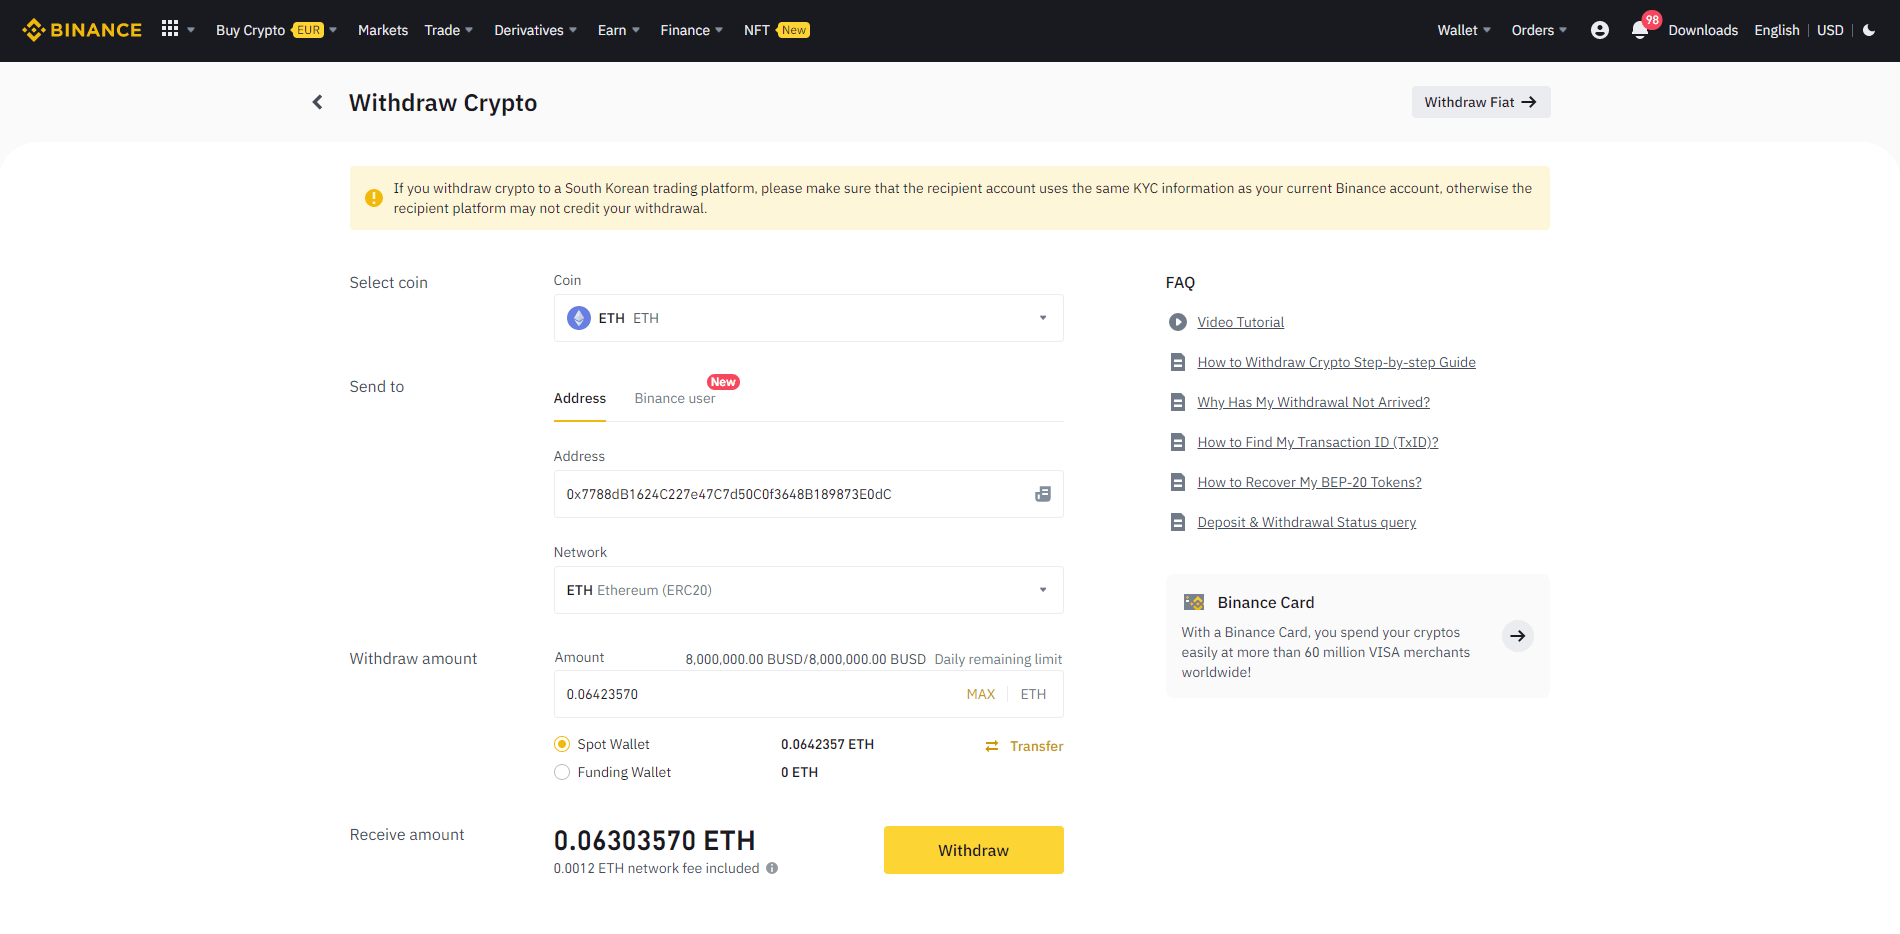 BINANCE
Buy Crypto EUR
Markets
Trade
Derivatives
Earn
Finance
NFT New
Wallet
Orders
98
Downloads
English
USD
Withdraw Crypto
Withdraw Fiat
If you withdraw crypto to a South Korean trading platform, please make sure that the recipient account uses the same KYC information as your current Binance account, otherwise the
recipient platform may not credit your withdrawal.
Select coin
Coin
ETH ETH
Send to
Address
Binance user
New
Address
0x7788dB1624C227e47C7d50C0f3648B189873E0dC
Network
ETH Ethereum (ERC20)
Withdraw amount
Amount
8,000,000.00 BUSD/8,000,000.00 BUSD Daily remaining limit
0.06423570
MAX
ETH
Spot Wallet
0.0642357 ETH
Transfer
Funding Wallet
0 ETH
Receive amount
0.06303570 ETH
0.0012 ETH network fee included
Withdraw
FAQ
Video Tutorial
How to Withdraw Crypto Step-by-step Guide
Why Has My Withdrawal Not Arrived?
How to Find My Transaction ID (TxID)?
How to Recover My BEP-20 Tokens?
Deposit & Withdrawal Status query
Binance Card
With a Binance Card, you spend your cryptos
easily at more than 60 million VISA merchants
worldwide!